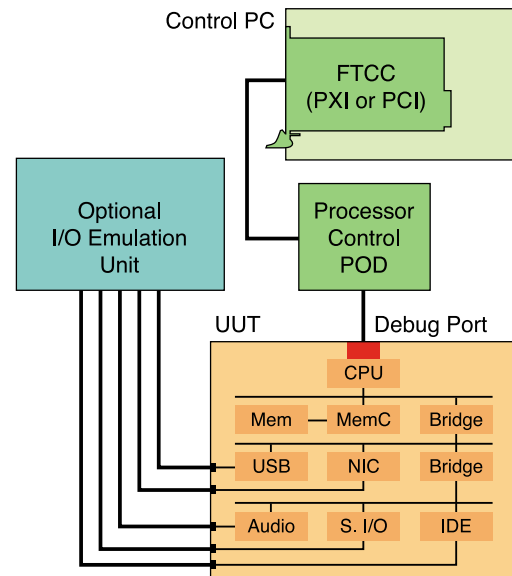 Control PC
FTCC
(PXI or PCI)
Optional
I/O Emulation
Unit
Processor
Control
POD
UUT
Debug Port
CPU
Mem
MemC
Bridge
USB
NIC
Bridge
Audio
S. I/O
IDE